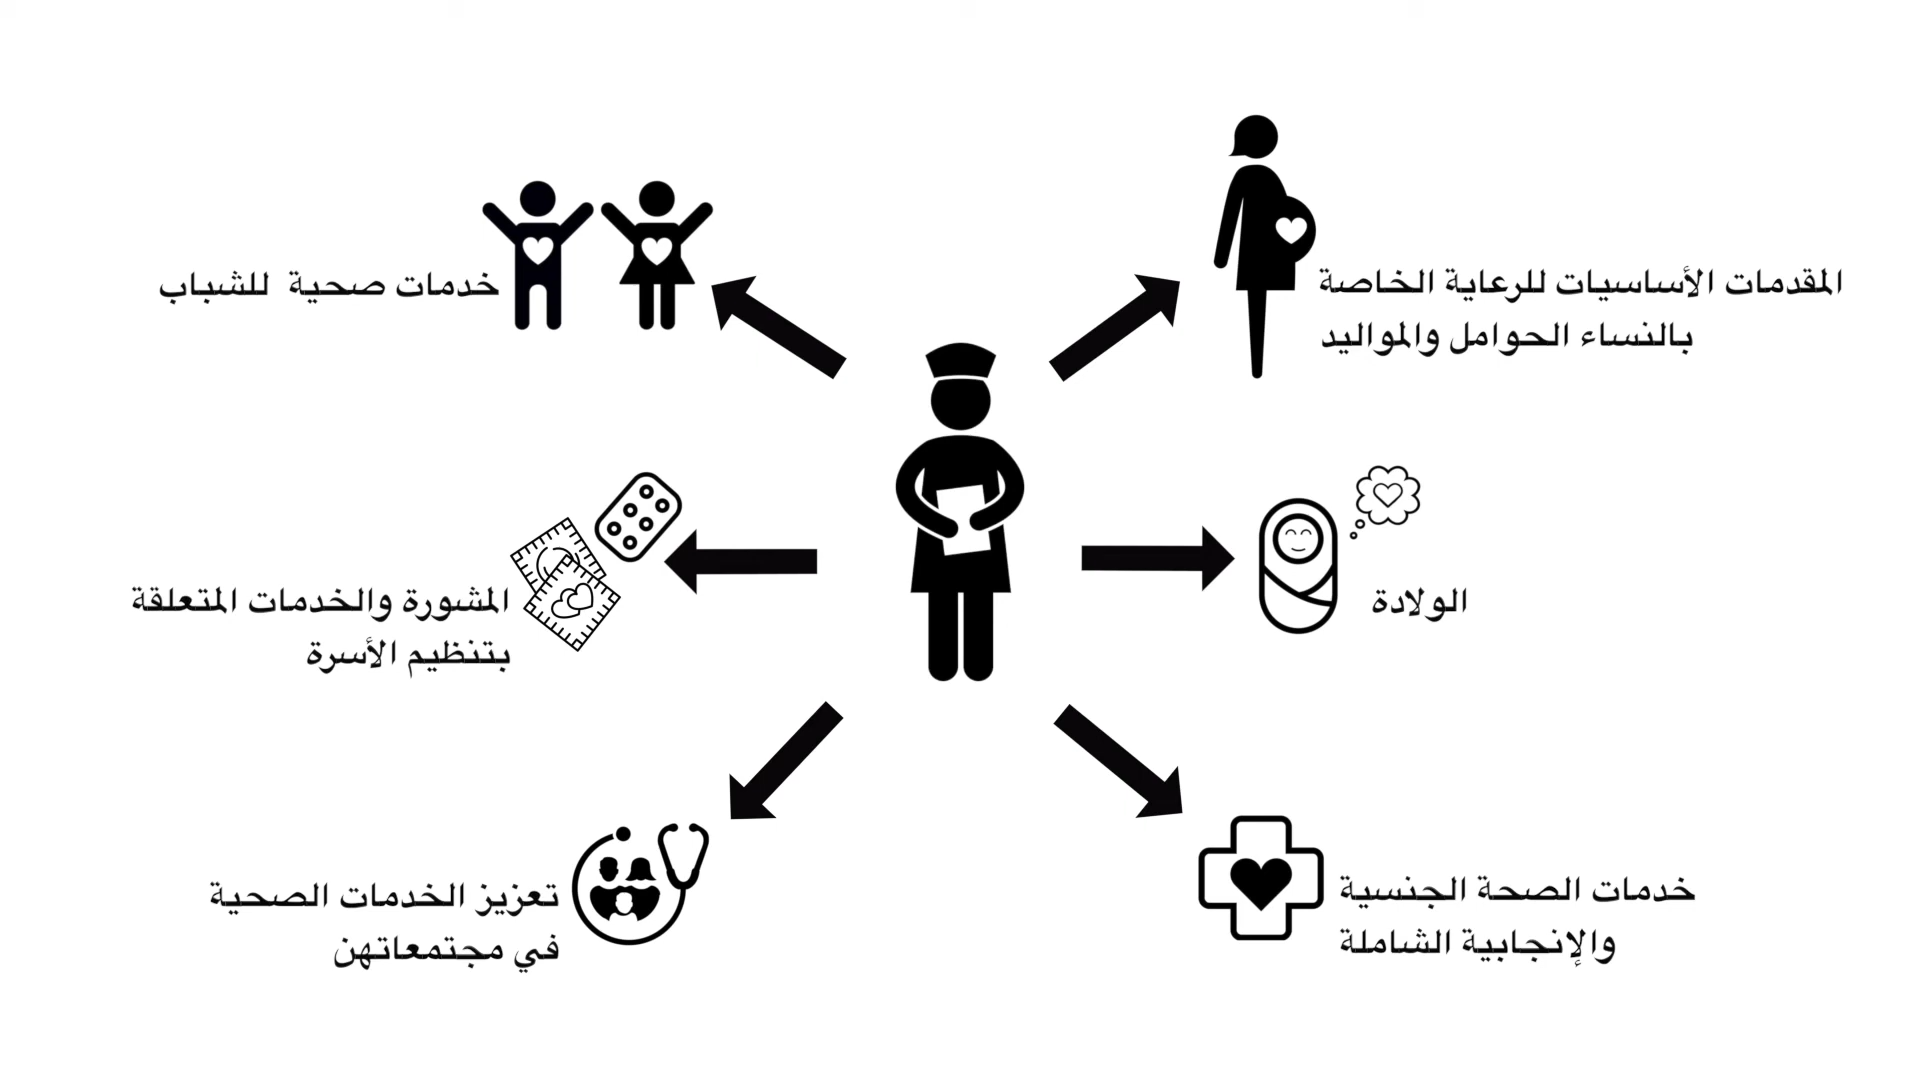 المقدمات الأساسيات للرعاية الخاصة
بالنساء الحوامل والمواليد
الولادة
خدمات الصحة الجنسية
والإنجابية الشاملة
خدمات صحية للشباب
المشورة والخدمات المتعلقة
بتنظيم الأسرة
تعزيز الخدمات الصحية
في مجتمعاتهن